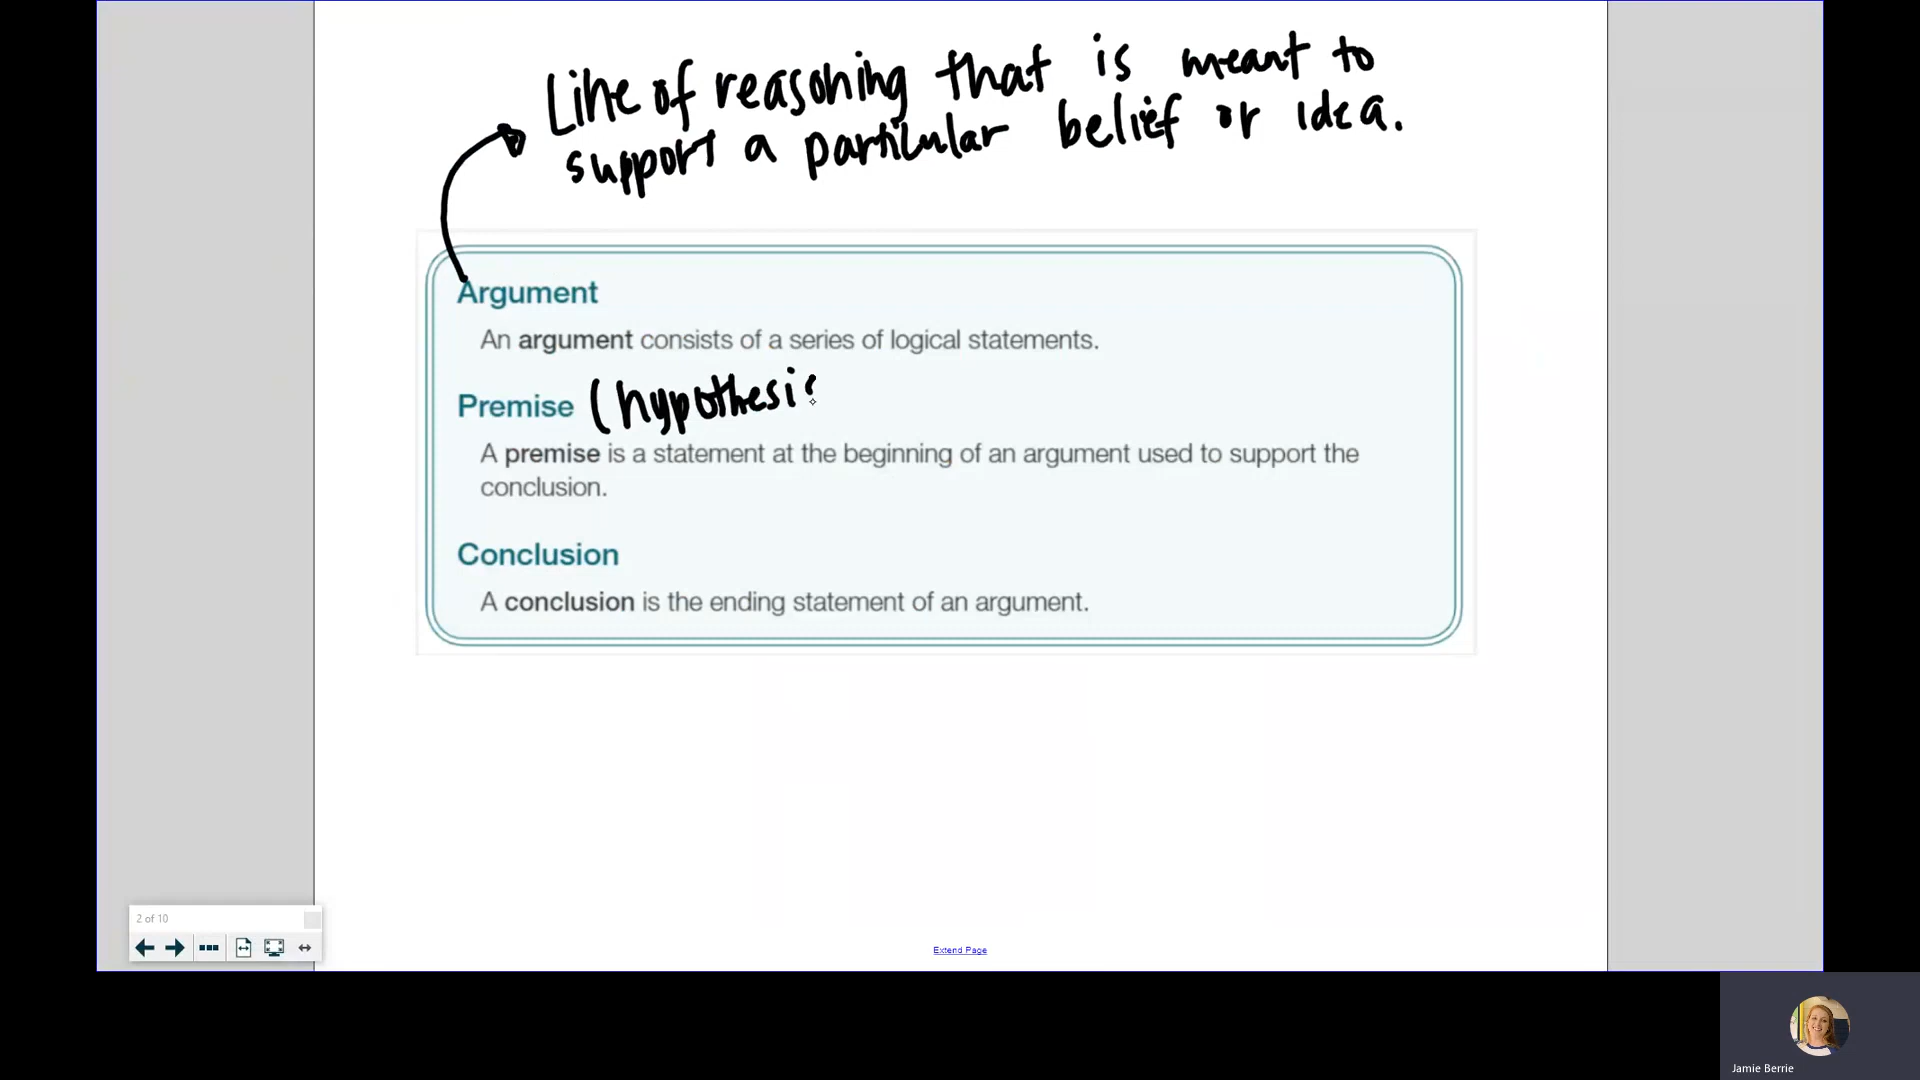 Line of reasoning that is meant to
support a particular belief or idea.
Argument
An argument consists of a series of logical statements.
Premise (hypothesis
A premise is a statement at the beginning of an argument used to support the
conclusion.
Conclusion
A conclusion is the ending statement of an argument.
2 of 10
Extend Page
Jamie Berrie